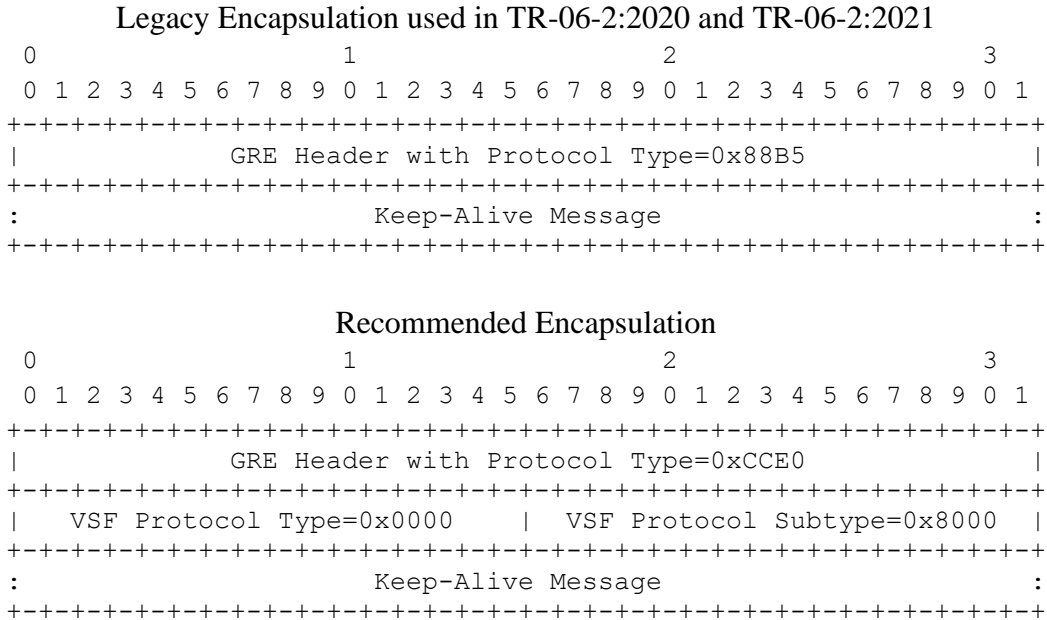 Legacy Encapsulation used in TR-06-2:2020 and TR-06-2:2021
 0                   1                   2                   3
 0 1 2 3 4 5 6 7 8 9 0 1 2 3 4 5 6 7 8 9 0 1 2 3 4 5 6 7 8 9 0 1
+-+-+-+-+-+-+-+-+-+-+-+-+-+-+-+-+-+-+-+-+-+-+-+-+-+-+-+-+-+-+-+-+
|             GRE Header with Protocol Type=0x88B5              |
+-+-+-+-+-+-+-+-+-+-+-+-+-+-+-+-+-+-+-+-+-+-+-+-+-+-+-+-+-+-+-+-+
:                      Keep-Alive Message                       :
+-+-+-+-+-+-+-+-+-+-+-+-+-+-+-+-+-+-+-+-+-+-+-+-+-+-+-+-+-+-+-+-+
Recommended Encapsulation
 0                   1                   2                   3
 0 1 2 3 4 5 6 7 8 9 0 1 2 3 4 5 6 7 8 9 0 1 2 3 4 5 6 7 8 9 0 1
+-+-+-+-+-+-+-+-+-+-+-+-+-+-+-+-+-+-+-+-+-+-+-+-+-+-+-+-+-+-+-+-+
|             GRE Header with Protocol Type=0xCCE0              |
+-+-+-+-+-+-+-+-+-+-+-+-+-+-+-+-+-+-+-+-+-+-+-+-+-+-+-+-+-+-+-+-+
|   VSF Protocol Type=0x0000    |  VSF Protocol Subtype=0x8000  |
+-+-+-+-+-+-+-+-+-+-+-+-+-+-+-+-+-+-+-+-+-+-+-+-+-+-+-+-+-+-+-+-+
:                      Keep-Alive Message                       :
+-+-+-+-+-+-+-+-+-+-+-+-+-+-+-+-+-+-+-+-+-+-+-+-+-+-+-+-+-+-+-+-+